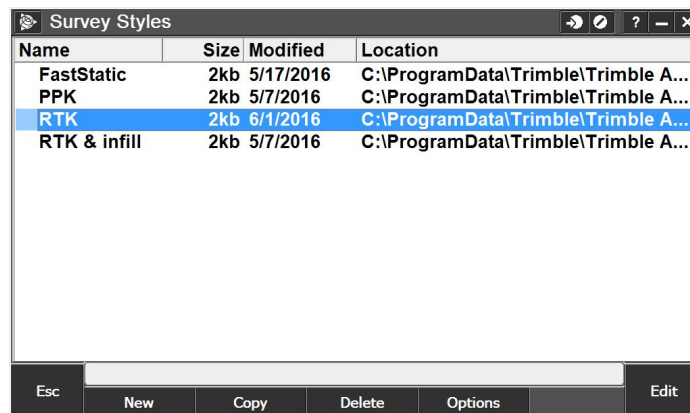 Survey Styles ? – X
Name Size Modified Location
FastStatic 2kb 5/17/2016 C:\ProgramData\Trimble\Trimble A...
PPK 2kb 5/7/2016 C:\ProgramData\Trimble\Trimble A...
RTK 2kb 6/1/2016 C:\ProgramData\Trimble\Trimble A...
RTK & infill 2kb 5/7/2016 C:\ProgramData\Trimble\Trimble A...
Esc New Copy Delete Options Edit